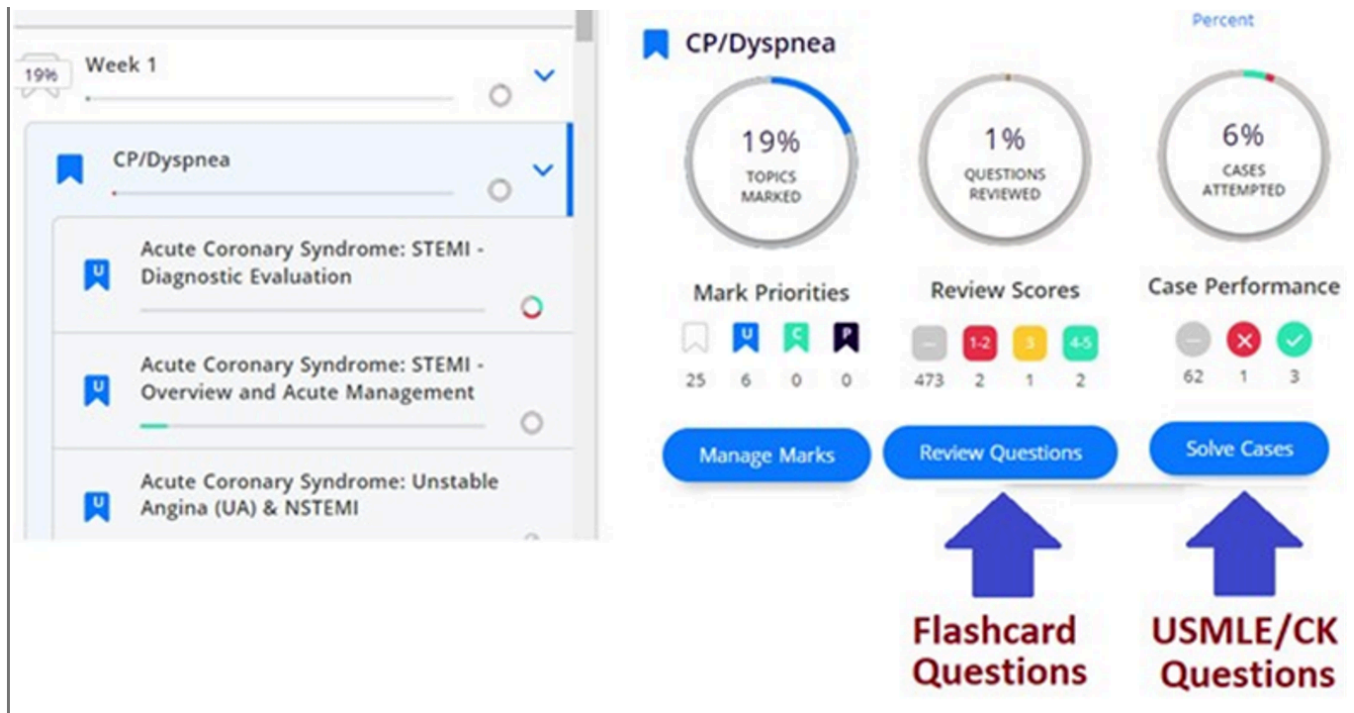 19%
Week 1
CP/Dyspnea
U
Acute Coronary Syndrome: STEMI -
Diagnostic Evaluation
U
Acute Coronary Syndrome: STEMI -
Overview and Acute Management
U
Acute Coronary Syndrome: Unstable
Angina (UA) & NSTEMI
Percent
CP/Dyspnea
19%
TOPICS
MARKED
1%
QUESTIONS
REVIEWED
6%
CASES
ATTEMPTED
Mark Priorities
U C P
25 6 0 0
Review Scores
– 1-2 3 4-5
473 2 1 2
Case Performance
62 1 3
Manage Marks
Review Questions
Solve Cases
Flashcard
Questions
USMLE/CK
Questions